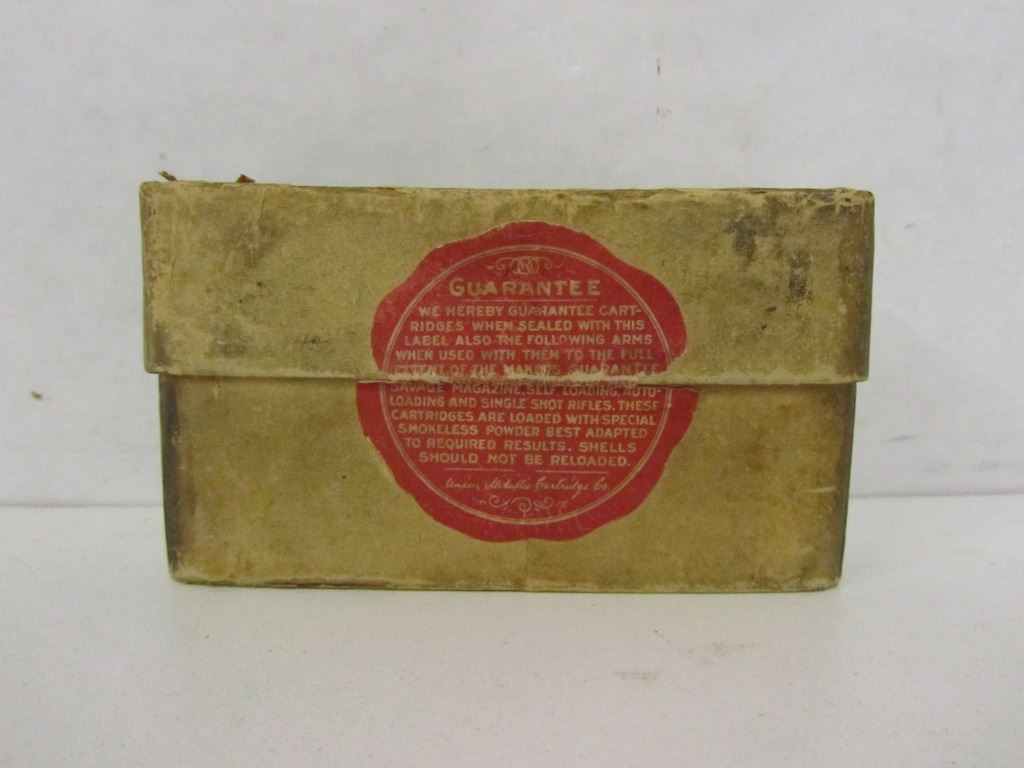 GUARANTEE
WE HEREBY GUARANTEE CART-
RIDGES WHEN SEALED WITH THIS
LABEL ALSO THE FOLLOWING ARMS
WHEN USED WITH THEM TO THE FULL
EXTENT OF THE MAKER'S GUARANTEE
SAVAGE MAGAZINE, SELF LOADING, AUTO-
LOADING AND SINGLE SHOT RIFLES. THESE
CARTRIDGES ARE LOADED WITH SPECIAL
SMOKELESS POWDER BEST ADAPTED
TO REQUIRED RESULTS. SHELLS
SHOULD NOT BE RELOADED.
Union Metallic Cartridge Co.